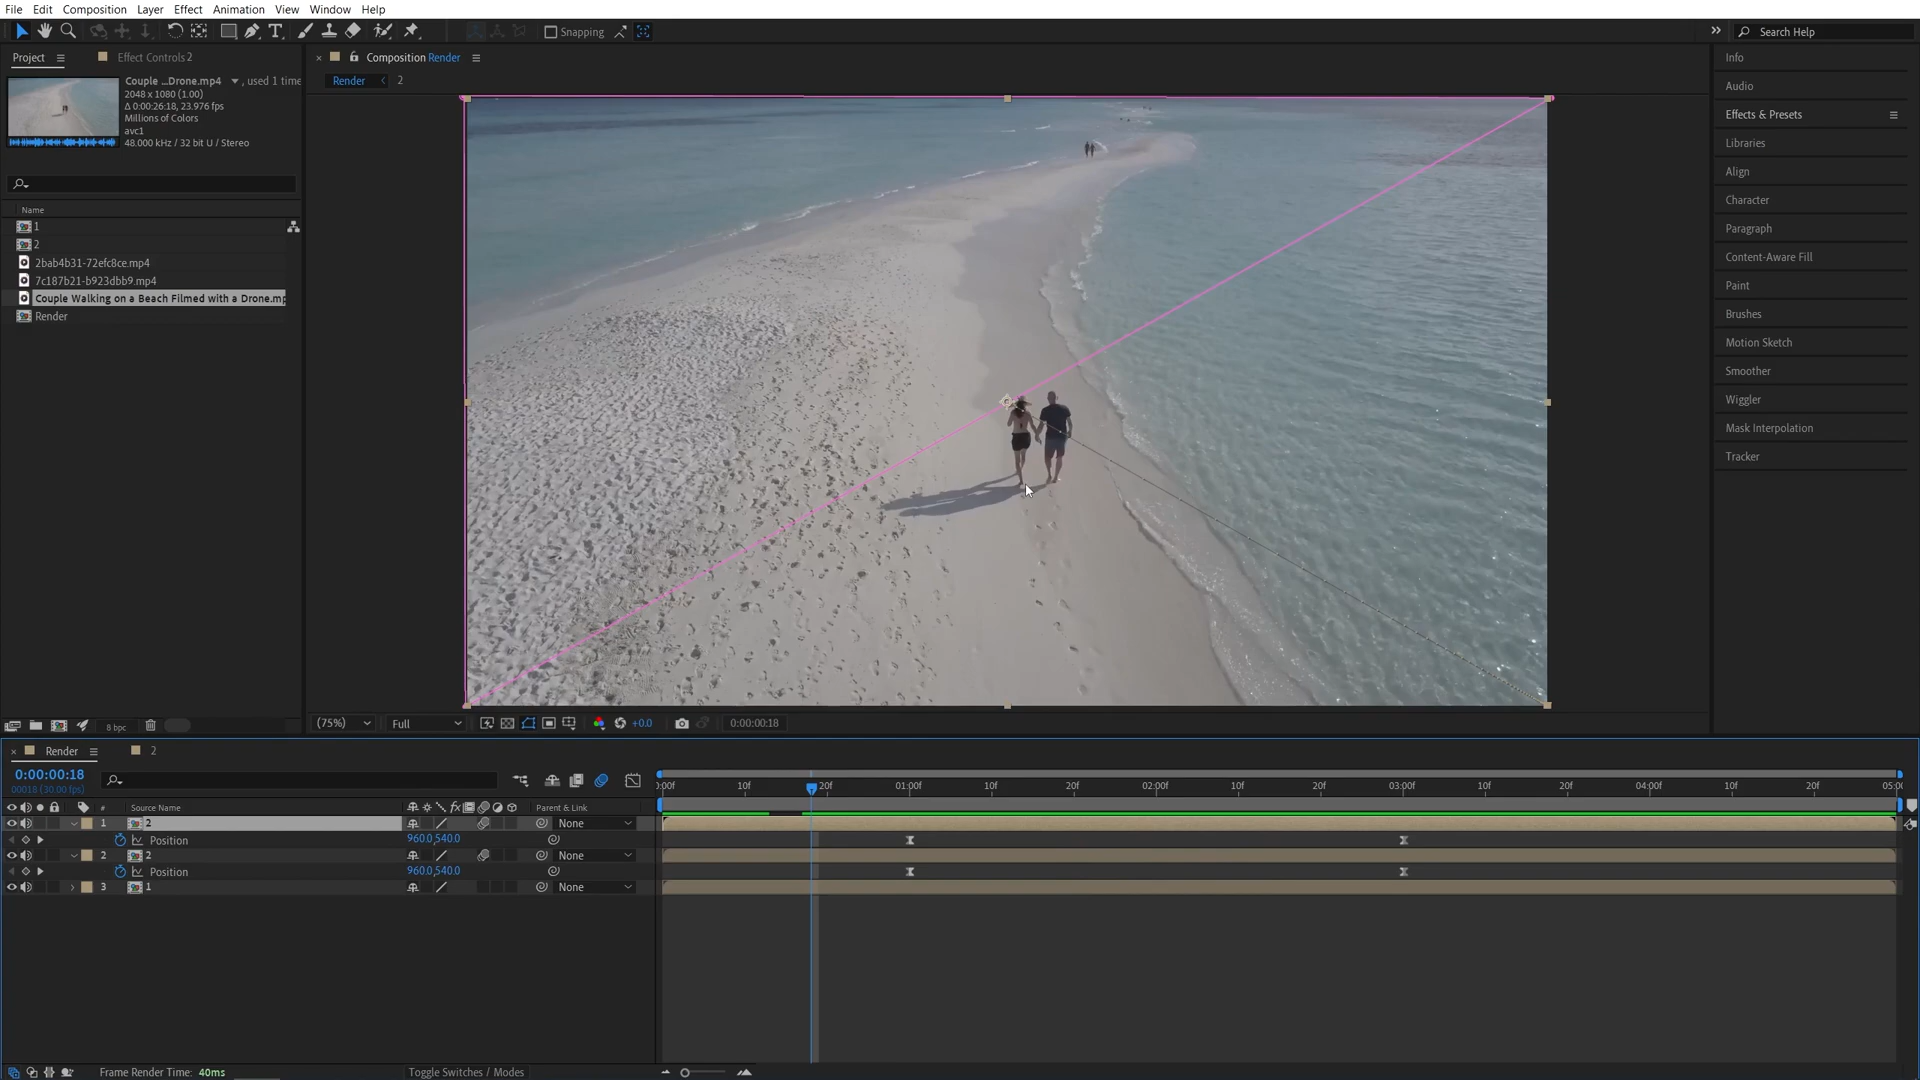 File Edit Composition Layer Effect Animation View Window Help
Snapping
Search Help
Project
Effect Controls 2
Couple ...Drone.mp4 , used 1 time
2048 x 1080 (1.00)
Δ 0:00:26:18, 23.976 fps
Millions of Colors
avc1
48.000 kHz / 32 bit U / Stereo
Name
1
2
2bab4b31-72efc8ce.mp4
7c187b21-b923dbb9.mp4
Couple Walking on a Beach Filmed with a Drone.mp
Render
8 bpc
Composition Render
Render 2
(75%) Full +0.0 0:00:00:18
Info
Audio
Effects & Presets
Libraries
Align
Character
Paragraph
Content-Aware Fill
Paint
Brushes
Motion Sketch
Smoother
Wiggler
Mask Interpolation
Tracker
Render 2
0:00:00:18
00018 (30.00 fps)
# Source Name fx Parent & Link
:00f 10f 20f 01:00f 10f 20f 02:00f 10f 20f 03:00f 10f 20f 04:00f 10f 20f 05:00
1 2 None
Position 960.0,540.0
2 2 None
Position 960.0,540.0
3 1 None
Frame Render Time: 40ms
Toggle Switches / Modes